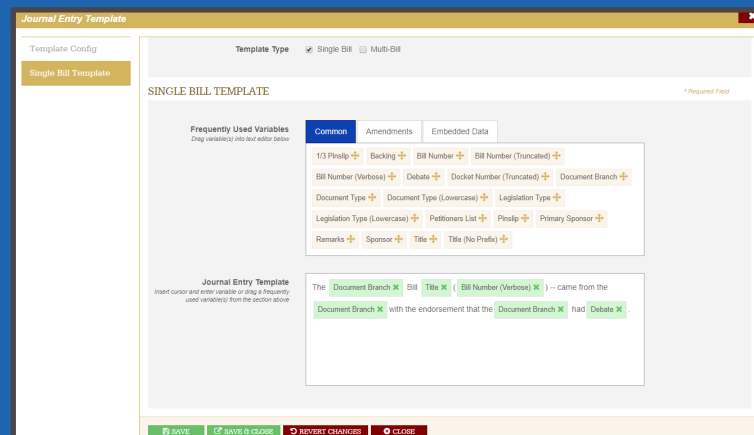 Journal Entry Template
Template Config
Single Bill Template
Template Type Single Bill Multi-Bill
SINGLE BILL TEMPLATE
* Required Field
Frequently Used Variables
Drag variable(s) into text editor below
Common Amendments Embedded Data
1/3 Pinslip Backing Bill Number Bill Number (Truncated)
Bill Number (Verbose) Debate Docket Number (Truncated) Document Branch
Document Type Document Type (Lowercase) Legislation Type
Legislation Type (Lowercase) Petitioners List Pinslip Primary Sponsor
Remarks Sponsor Title Title (No Prefix)
Journal Entry Template
Insert cursor and enter variable or drag a frequently
used variable(s) from the section above
The Document Branch Bill Title ( Bill Number (Verbose) ) -- came from the
Document Branch with the endorsement that the Document Branch had Debate .
SAVE SAVE & CLOSE REVERT CHANGES CLOSE